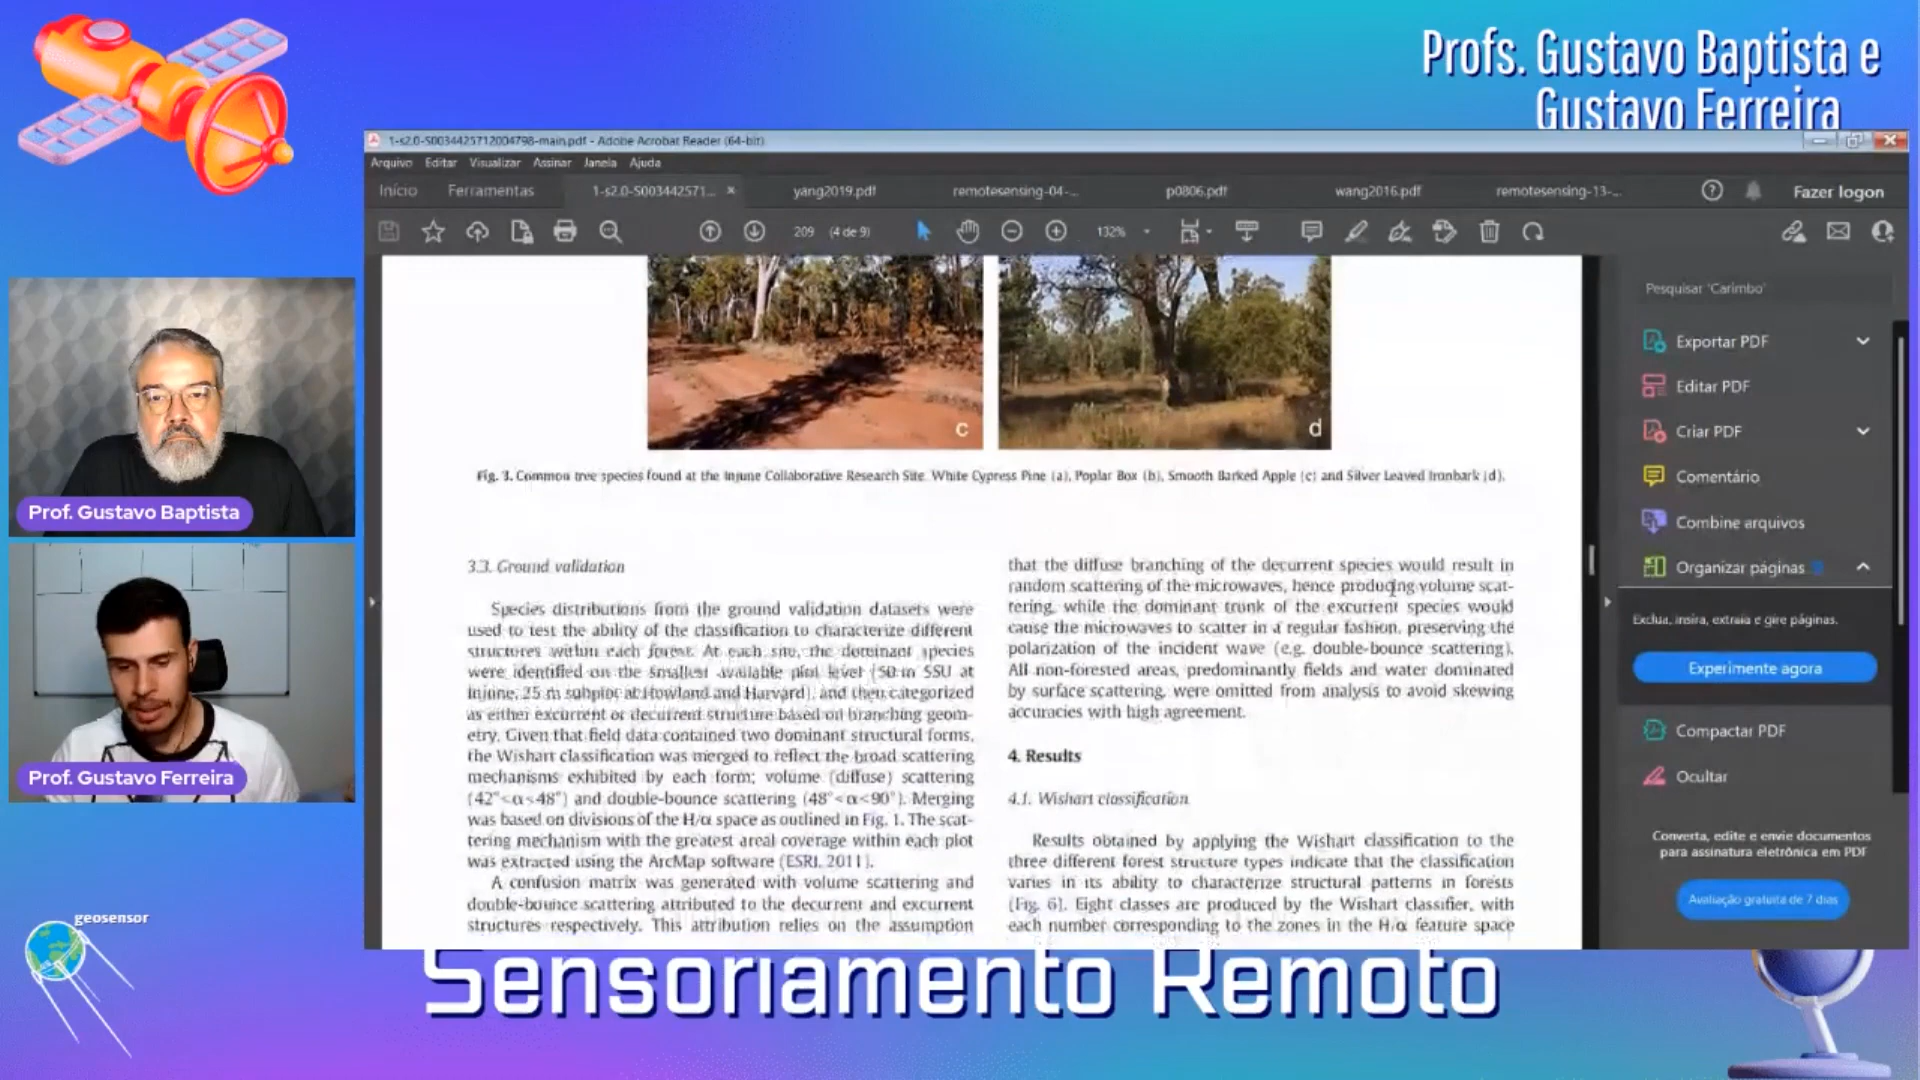 Profs. Gustavo Baptista e
Gustavo Ferreira
1-s2.0-S0034425712004798-main.pdf - Adobe Acrobat Reader (64-bit)
Arquivo Editar Visualizar Assinar Janela Ajuda
Início Ferramentas 1-s2.0-S003442571... × yang2019.pdf remotesensing-04-... p0806.pdf wang2016.pdf remotesensing-13-... Fazer logon
209 (4 de 9) 132%
c
d
Fig. 3. Common tree species found at the Injune Collaborative Research Site. White Cypress Pine (a), Poplar Box (b), Smooth Barked Apple (c) and Silver Leaved Ironbark (d).
3.3. Ground validation
Species distributions from the ground validation datasets were
used to test the ability of the classification to characterize different
structures within each forest. At each site, the dominant species
were identified on the smallest available plot level (50 m SSU at
Injune, 25 m subplot at Howland and Harvard), and then categorized
as either excurrent or decurrent structure based on branching geom-
etry. Given that field data contained two dominant structural forms,
the Wishart classification was merged to reflect the broad scattering
mechanisms exhibited by each form; volume (diffuse) scattering
(42°<α<48°) and double-bounce scattering (48°<α<90°). Merging
was based on divisions of the H/α space as outlined in Fig. 1. The scat-
tering mechanism with the greatest areal coverage within each plot
was extracted using the ArcMap software (ESRI, 2011).
A confusion matrix was generated with volume scattering and
double-bounce scattering attributed to the decurrent and excurrent
structures respectively. This attribution relies on the assumption
that the diffuse branching of the decurrent species would result in
random scattering of the microwaves, hence producing volume scat-
tering, while the dominant trunk of the excurrent species would
cause the microwaves to scatter in a regular fashion, preserving the
polarization of the incident wave (e.g. double-bounce scattering).
All non-forested areas, predominantly fields and water dominated
by surface scattering, were omitted from analysis to avoid skewing
accuracies with high agreement.
4. Results
4.1. Wishart classification
Results obtained by applying the Wishart classification to the
three different forest structure types indicate that the classification
varies in its ability to characterize structural patterns in forests
(Fig. 6). Eight classes are produced by the Wishart classifier, with
each number corresponding to the zones in the H/α feature space
Pesquisar 'Carimbo'
Exportar PDF
Editar PDF
Criar PDF
Comentário
Combine arquivos
Organizar páginas
Exclua, insira, extraia e gire páginas.
Experimente agora
Compactar PDF
Ocultar
Converta, edite e envie documentos
para assinatura eletrônica em PDF
Avaliação gratuita de 7 dias
Prof. Gustavo Baptista
Prof. Gustavo Ferreira
geosensor
Sensoriamento Remoto